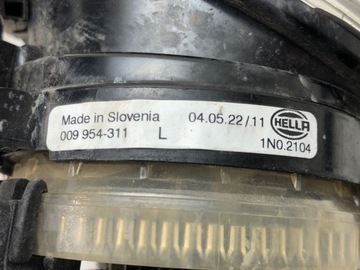 Made in Slovenia 04.05.22/11 HELLA
009 954-311 L 1N0.2104